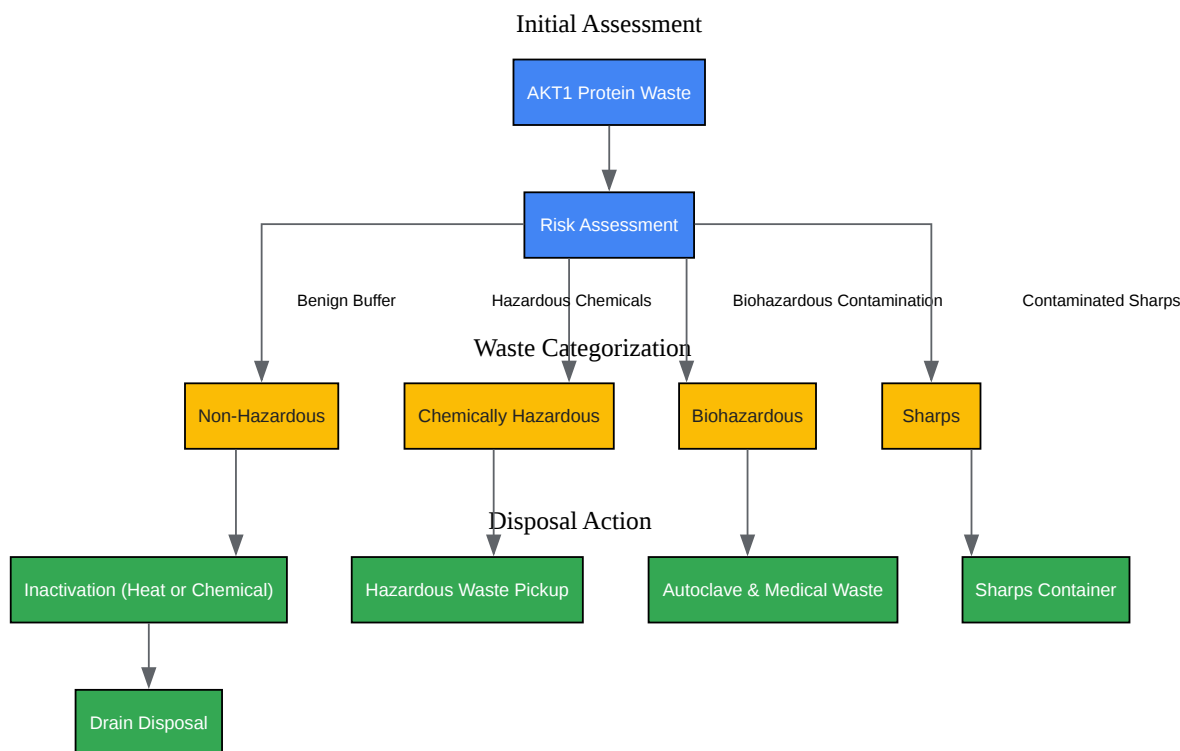 Initial Assessment
AKT1 Protein Waste
Risk Assessment
Benign Buffer
Hazardous Chemicals
Biohazardous Contamination
Contaminated Sharps
Waste Categorization
Non-Hazardous
Chemically Hazardous
Biohazardous
Sharps
Disposal Action
Inactivation (Heat or Chemical)
Hazardous Waste Pickup
Autoclave & Medical Waste
Sharps Container
Drain Disposal